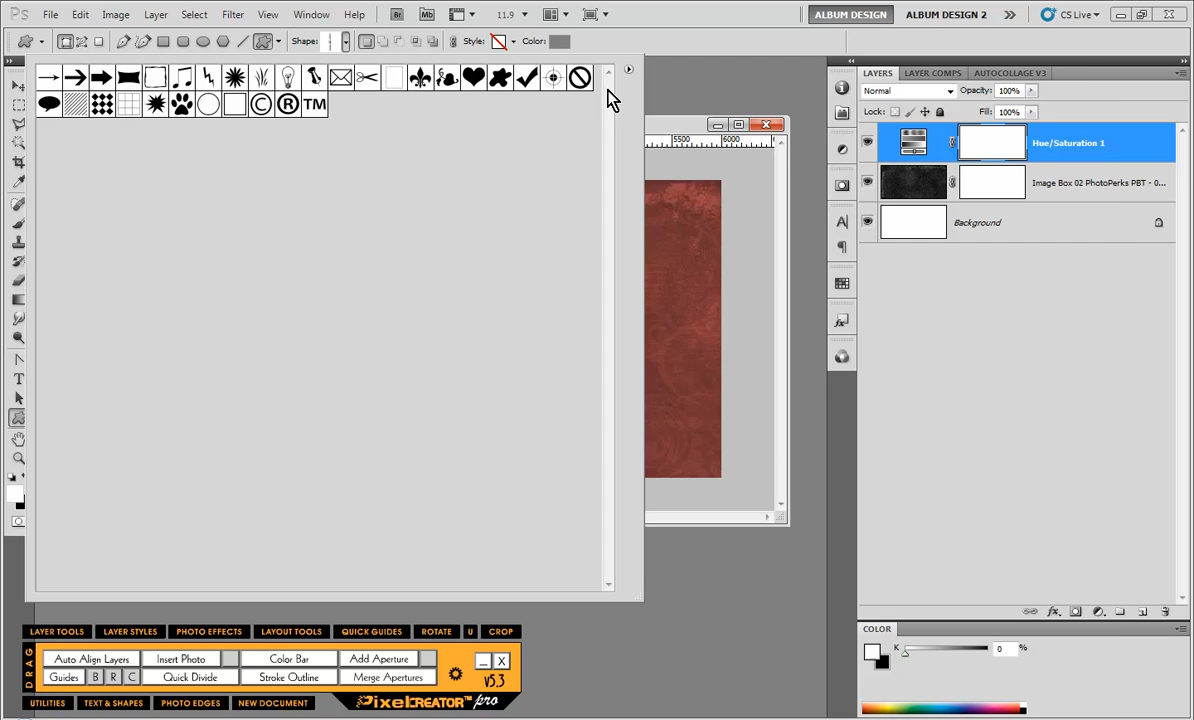 Ps File Edit Image Layer Select Filter View Window Help Br Mb 11.9 ALBUM DESIGN ALBUM DESIGN 2 CS Live
Shape: Style: Color:
© ® TM
5500 6000
LAYERS LAYER COMPS AUTOCOLLAGE V3
Normal Opacity: 100%
Lock: Fill: 100%
Hue/Saturation 1
Image Box 02 PhotoPerks PBT - 0...
Background
COLOR
K 0 %
LAYER TOOLS LAYER STYLES PHOTO EFFECTS LAYOUT TOOLS QUICK GUIDES ROTATE U CROP
DRAG
Auto Align Layers Insert Photo Color Bar Add Aperture _ X
Guides B R C Quick Divide Stroke Outline Merge Apertures v5.3
UTILITIES TEXT & SHAPES PHOTO EDGES NEW DOCUMENT PIXELCREATOR™ pro